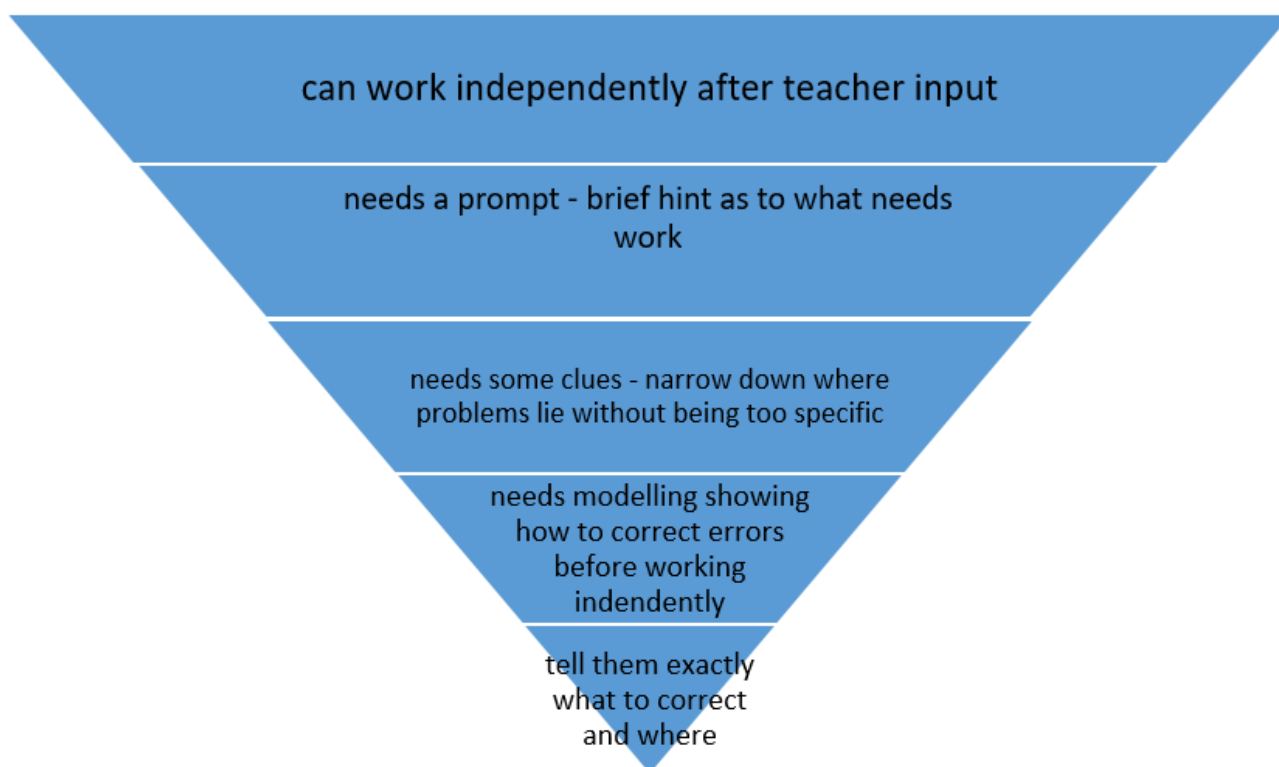 can work independently after teacher input
needs a prompt - brief hint as to what needs
work
needs some clues - narrow down where
problems lie without being too specific
needs modelling showing
how to correct errors
before working
indendently
tell them exactly
what to correct
and where